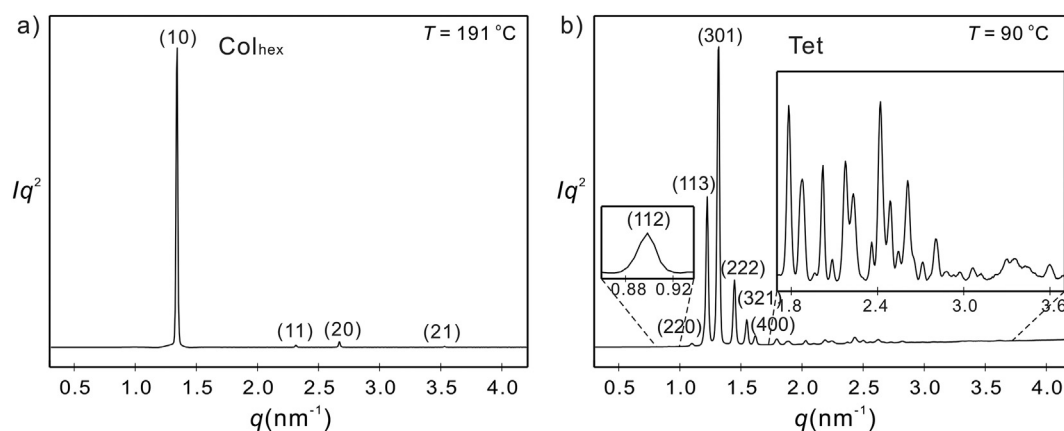 a)
(10)
Colhex
T = 191 °C
Iq²
(11)
(20)
(21)
0.5 1.0 1.5 2.0 2.5 3.0 3.5 4.0
q(nm⁻¹)
b)
(301)
Tet
T = 90 °C
Iq²
(113)
(112)
0.88 0.92
(222)
(321)
(220)
(400)
1.8 2.4 3.0 3.6
0.5 1.0 1.5 2.0 2.5 3.0 3.5 4.0
q(nm⁻¹)